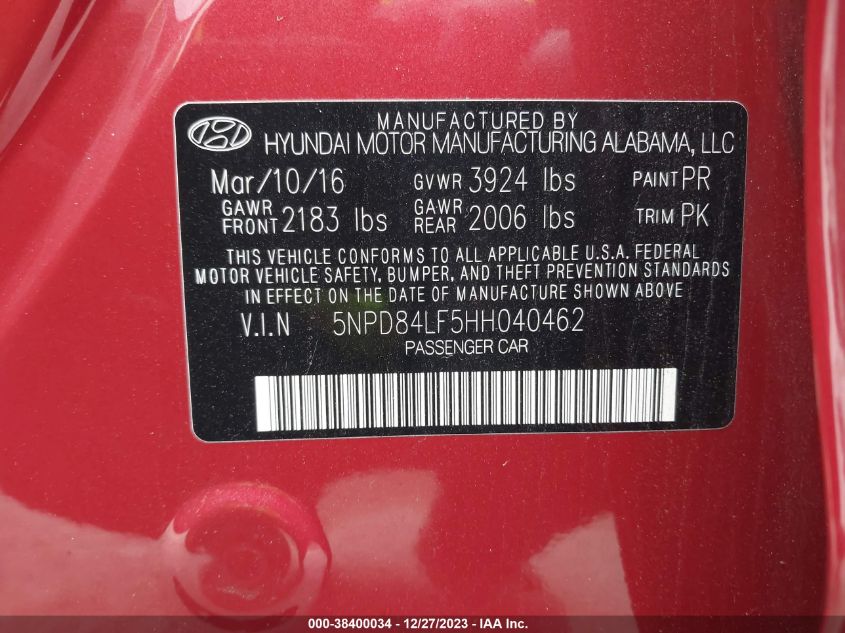 MANUFACTURED BY
HYUNDAI MOTOR MANUFACTURING ALABAMA, LLC
Mar/10/16 GVWR 3924 lbs PAINT PR
GAWR FRONT 2183 lbs GAWR REAR 2006 lbs TRIM PK
THIS VEHICLE CONFORMS TO ALL APPLICABLE U.S.A. FEDERAL
MOTOR VEHICLE SAFETY, BUMPER, AND THEFT PREVENTION STANDARDS
IN EFFECT ON THE DATE OF MANUFACTURE SHOWN ABOVE
V.I.N 5NPD84LF5HH040462
PASSENGER CAR
000-38400034 - 12/27/2023 - IAA Inc.